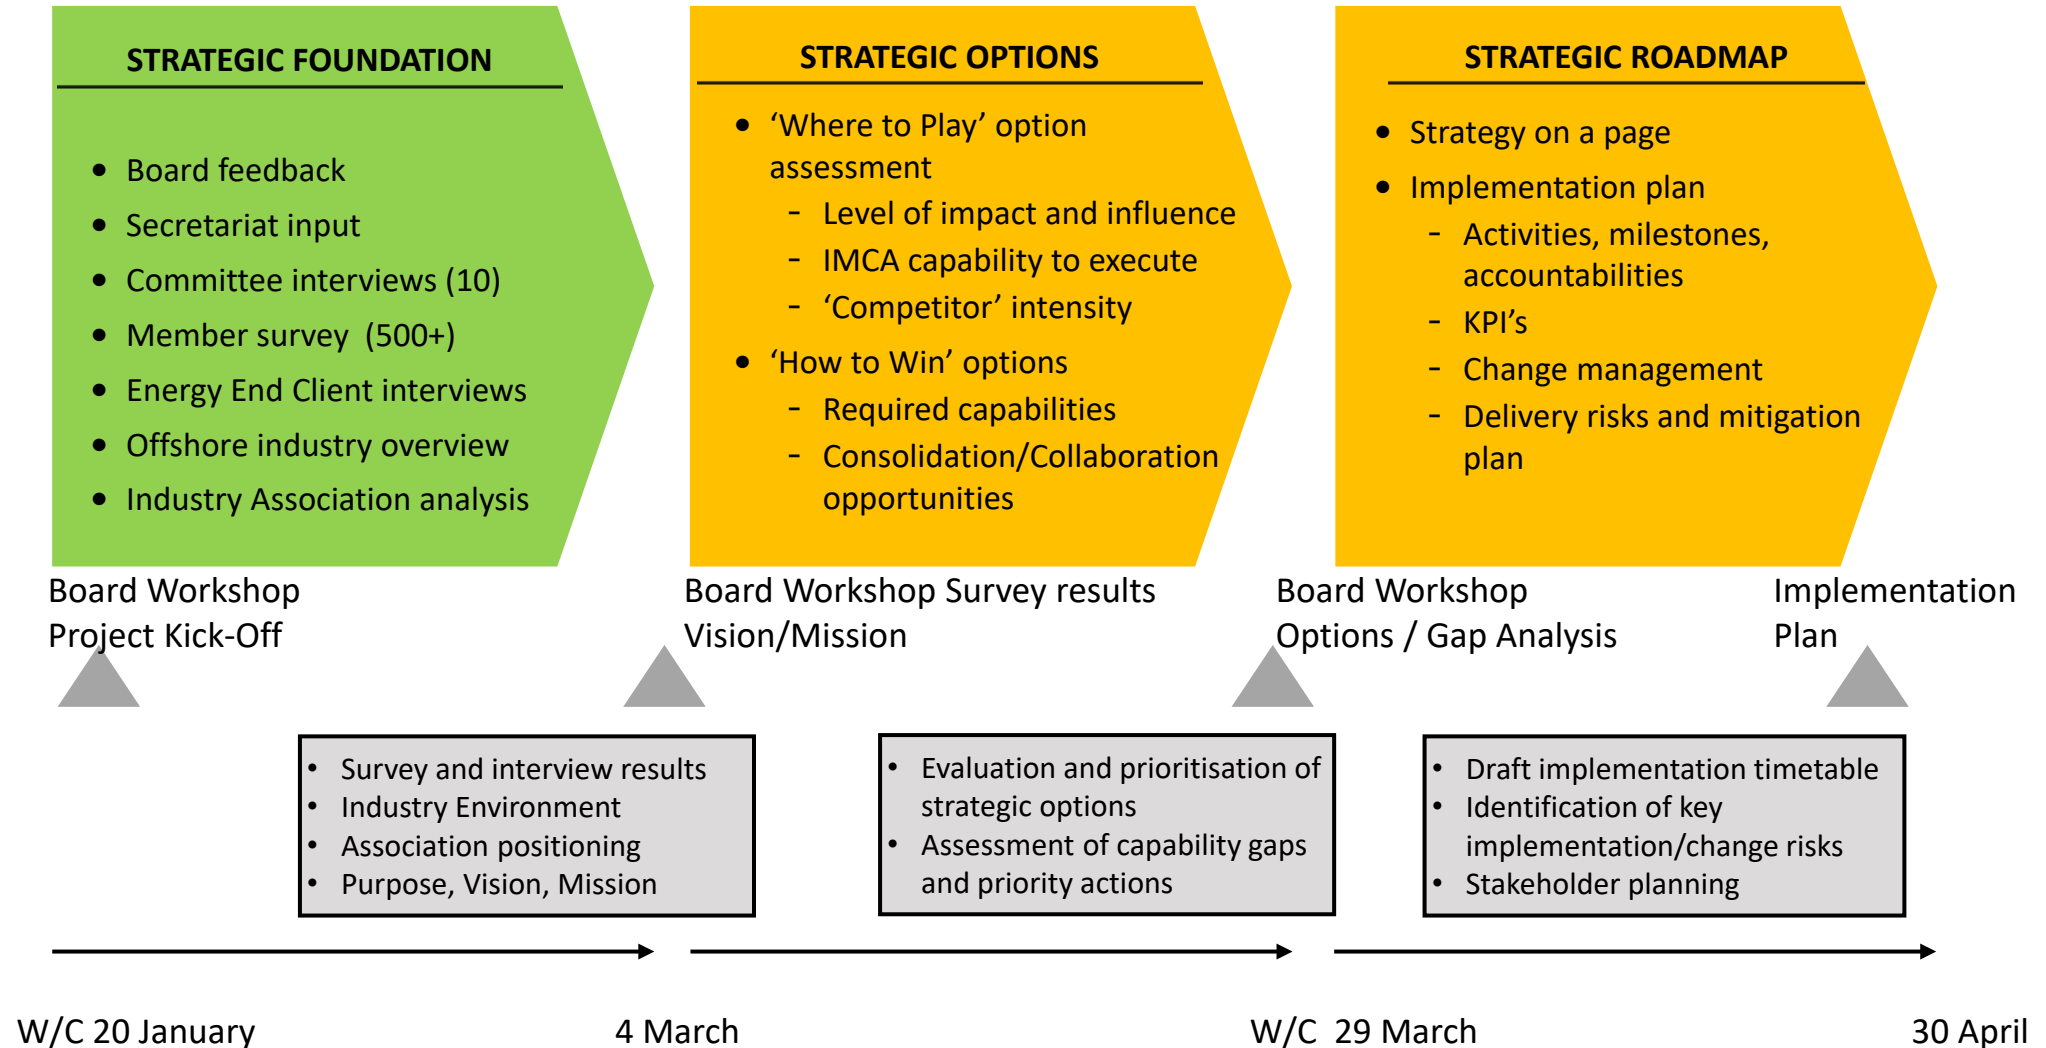 STRATEGIC FOUNDATION
• Board feedback
• Secretariat input
• Committee interviews (10)
• Member survey  (500+)
• Energy End Client interviews
• Offshore industry overview
• Industry Association analysis
STRATEGIC OPTIONS
• ‘Where to Play’ option
assessment
- Level of impact and influence
- IMCA capability to execute
- ‘Competitor’ intensity
• ‘How to Win’ options
- Required capabilities
- Consolidation/Collaboration
opportunities
STRATEGIC ROADMAP
• Strategy on a page
• Implementation plan
- Activities, milestones,
accountabilities
- KPI’s
- Change management
- Delivery risks and mitigation
plan
Board Workshop
Project Kick-Off
Board Workshop Survey results
Vision/Mission
Board Workshop
Options / Gap Analysis
Implementation
Plan
• Survey and interview results
• Industry Environment
• Association positioning
• Purpose, Vision, Mission
• Evaluation and prioritisation of
strategic options
• Assessment of capability gaps
and priority actions
• Draft implementation timetable
• Identification of key
implementation/change risks
• Stakeholder planning
W/C 20 January
4 March
W/C  29 March
30 April